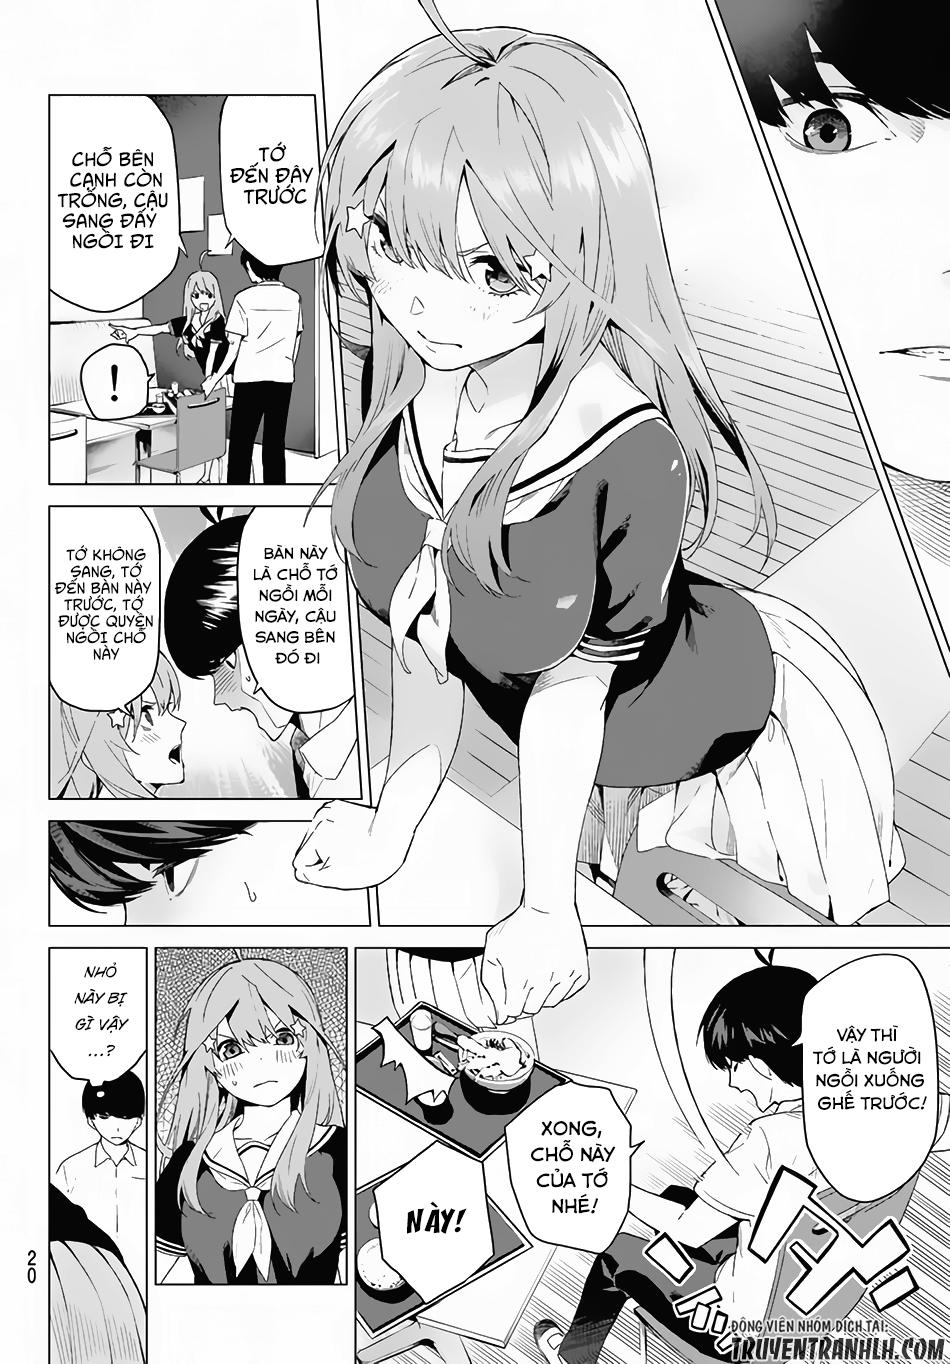 TỚ
ĐẾN ĐÂY
TRƯỚC
CHỖ BÊN
CẠNH CÒN
TRỐNG, CẬU
SANG ĐẤY
NGỒI ĐI
!
BÀN NÀY
LÀ CHỖ TỚ
NGỒI MỖI
NGÀY, CẬU
SANG BÊN
ĐÓ ĐI
TỚ KHÔNG
SANG, TỚ
ĐẾN BÀN NÀY
TRƯỚC, TỚ
ĐƯỢC QUYỀN
NGỒI CHỖ
NÀY
VẬY THÌ
TỚ LÀ NGƯỜI
NGỒI XUỐNG
GHẾ TRƯỚC!
XONG,
CHỖ NÀY
CỦA TỚ
NHÉ!
NÀY!
NHỎ
NÀY BỊ
GÌ VẬY
...?
20
ĐỘNG VIÊN NHÓM DỊCH TẠI:
TRUYENTRANHLH.COM